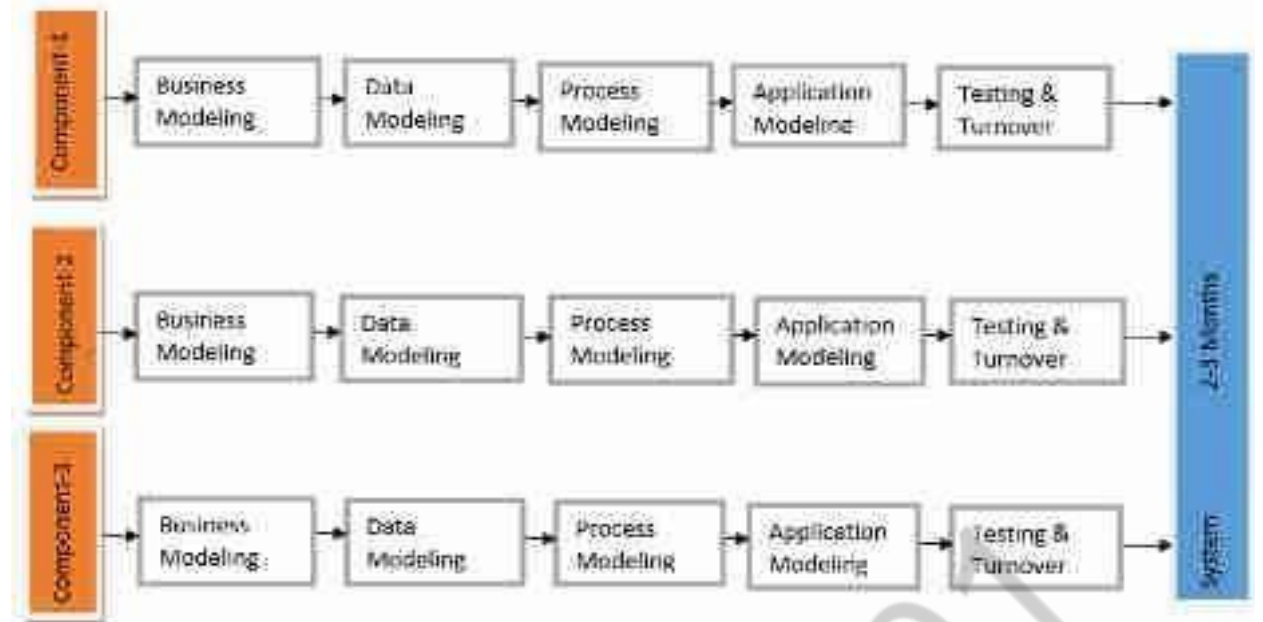 Component-1
Business
Modeling
Data
Modeling
Process
Modeling
Application
Modeling
Testing &
Turnover
Component-2
Business
Modeling
Data
Modeling
Process
Modeling
Application
Modeling
Testing &
Turnover
Component-3
Business
Modeling
Data
Modeling
Process
Modeling
Application
Modeling
Testing &
Turnover
System
2-3 Months